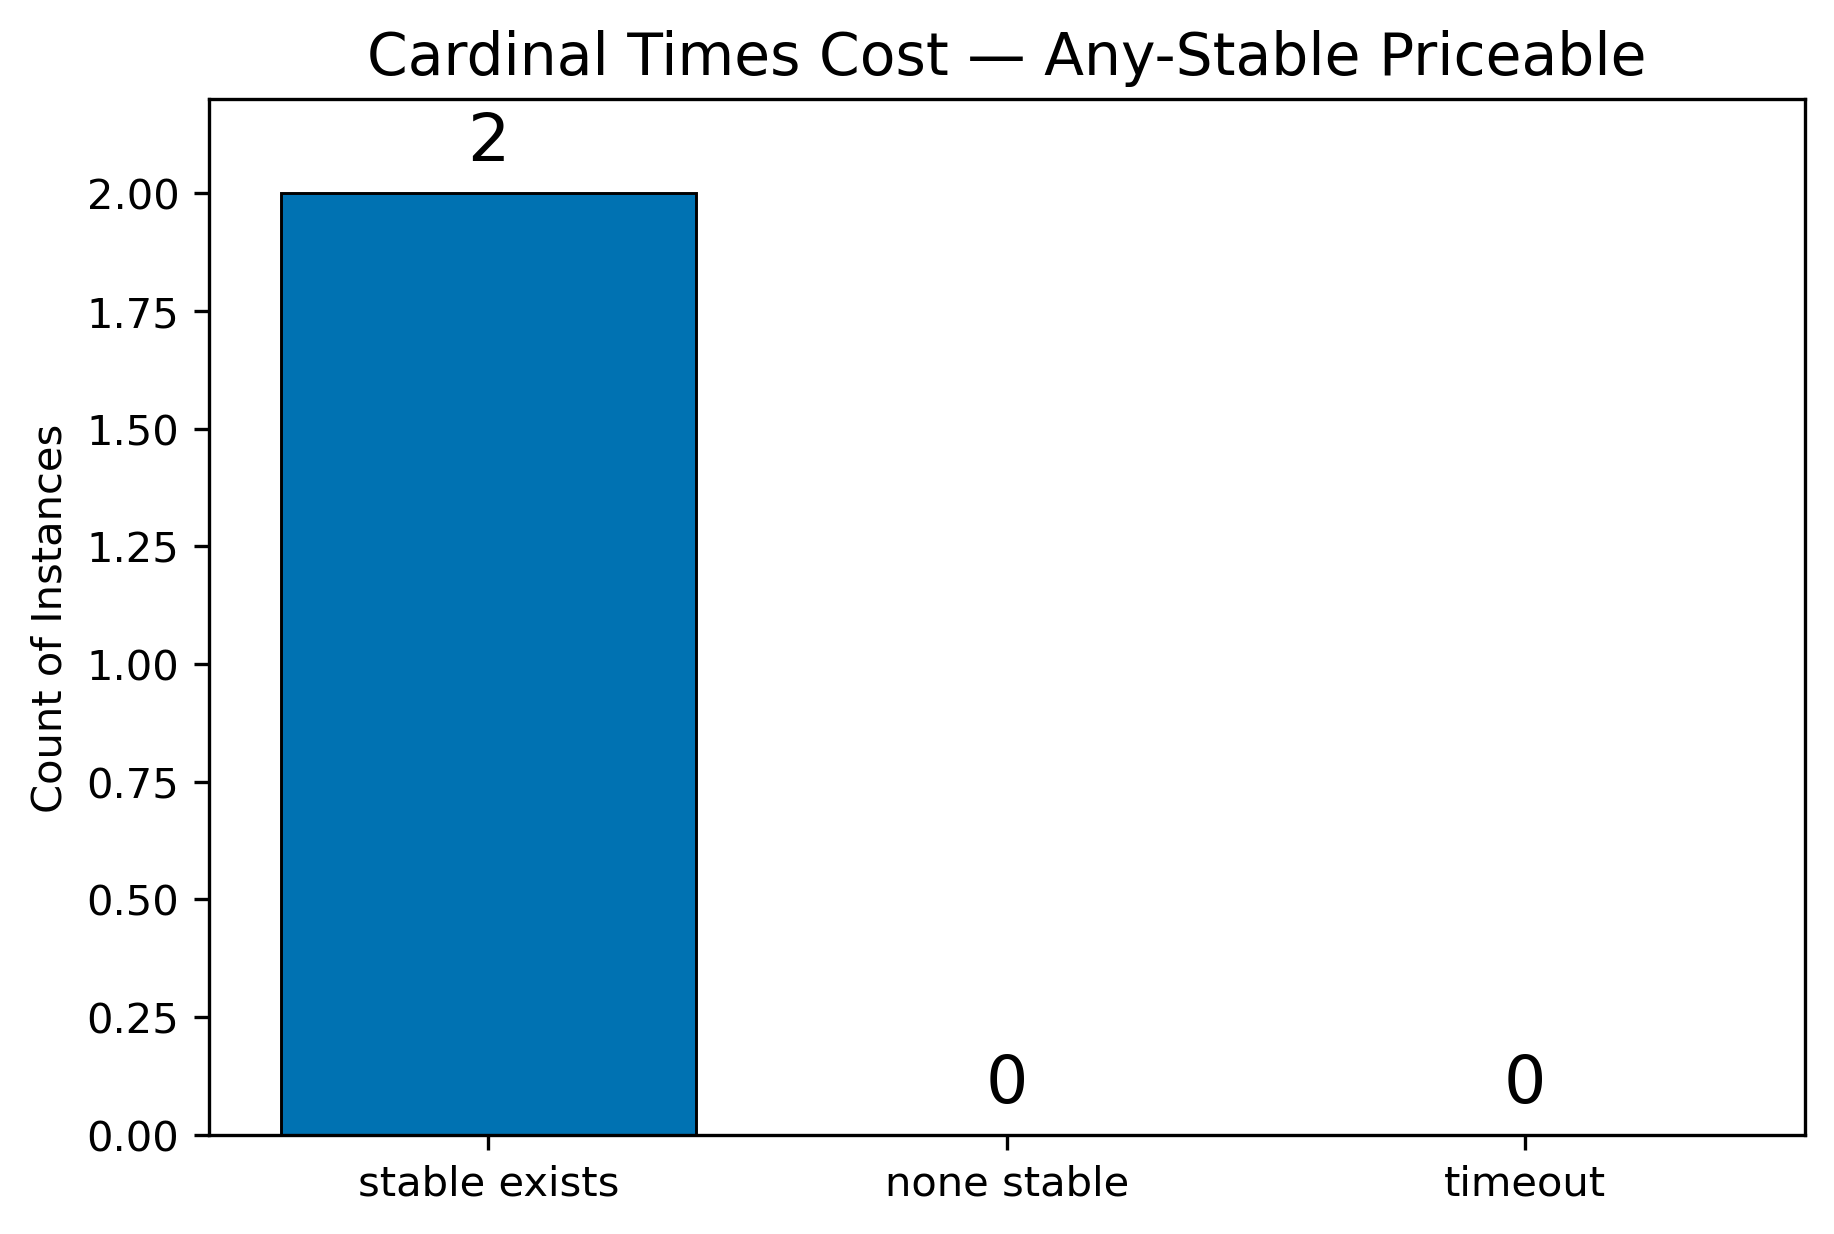 Cardinal Times Cost — Any-Stable Priceable
2
2.00
1.75
1.50
1.25
1.00
0.75
0.50
0.25
0.00
Count of Instances
0
0
stable exists
none stable
timeout